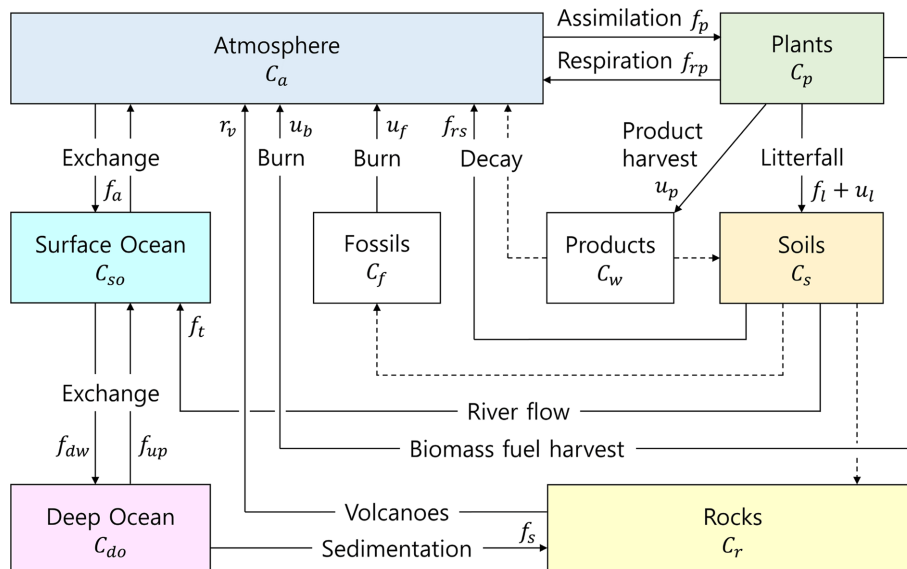 Atmosphere
C_a
Assimilation f_p
Respiration f_rp
Plants
C_p
r_v
u_b
u_f
f_rs
Exchange
f_a
Burn
Burn
Decay
Product
harvest
u_p
Litterfall
f_l + u_l
Surface Ocean
C_so
Fossils
C_f
Products
C_w
Soils
C_s
f_t
Exchange
River flow
f_dw
f_up
Biomass fuel harvest
Deep Ocean
C_do
Volcanoes
Sedimentation
f_s
Rocks
C_r